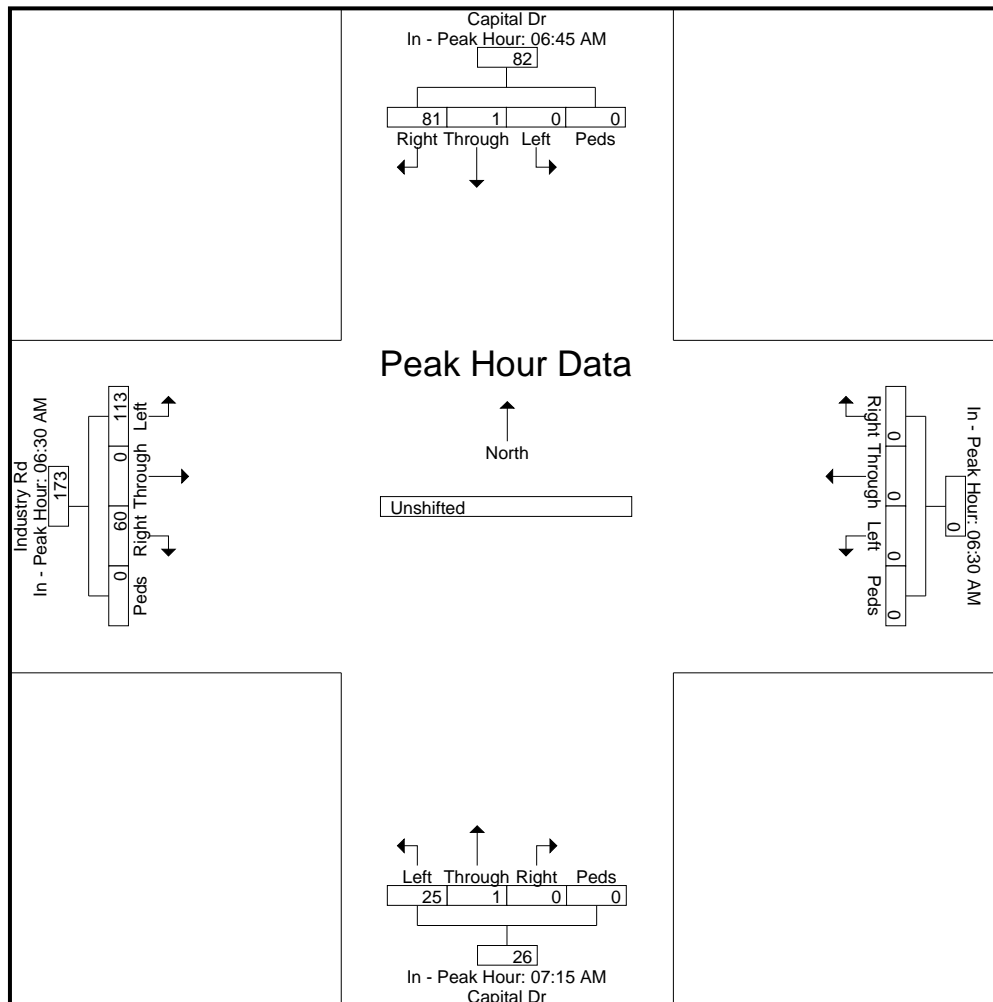 Capital Dr
In - Peak Hour: 06:45 AM
82
81 1 0 0
Right Through Left Peds
Peak Hour Data
North
Unshifted
Industry Rd
In - Peak Hour: 06:30 AM
173
113 0 60 0
Left Through Right Peds
In - Peak Hour: 06:30 AM
0
0 0 0 0
Right Through Left Peds
Left Through Right Peds
25 1 0 0
26
In - Peak Hour: 07:15 AM
Capital Dr